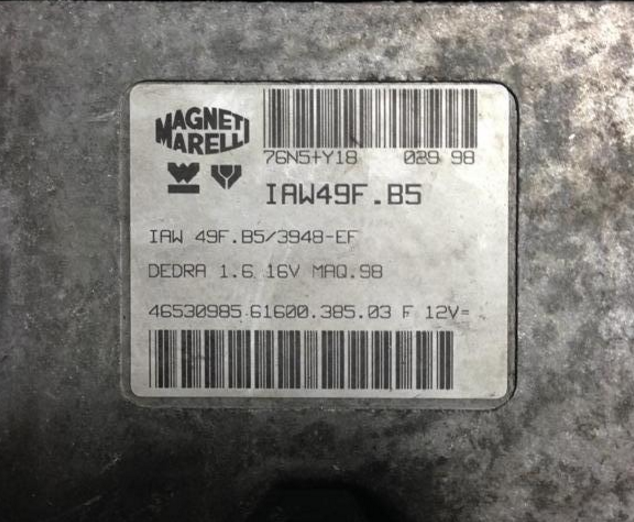 MAGNETI
MARELLI
76N5+Y18 029 98
IAW49F.B5
IAW 49F.B5/3948-EF
DEDRA 1.6 16V MAQ.98
46530985 61600.385.03 F 12V=